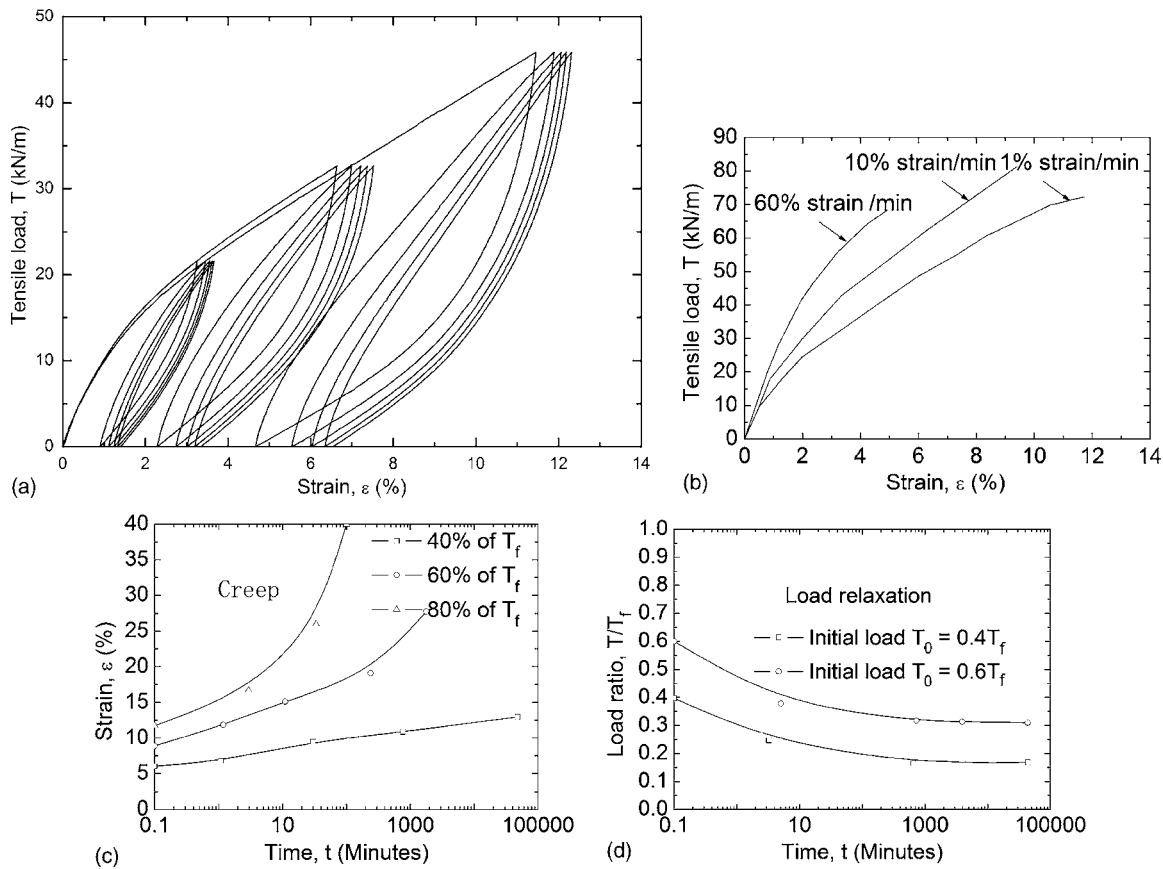 50
40
30
20
10
0
Tensile load, T (kN/m)
0 2 4 6 8 10 12 14
Strain, ε (%)
(a)
90
80
70
60
50
40
30
20
10
0
Tensile load, T (kN/m)
10% strain/min
1% strain/min
60% strain /min
0 2 4 6 8 10 12 14
Strain, ε (%)
(b)
40
35
30
25
20
15
10
5
0
Strain, ε (%)
Creep
40% of Tf
60% of Tf
80% of Tf
0.1 10 1000 100000
Time, t (Minutes)
(c)
1.0
0.9
0.8
0.7
0.6
0.5
0.4
0.3
0.2
0.1
0.0
Load ratio, T/Tf
Load relaxation
Initial load T0 = 0.4Tf
Initial load T0 = 0.6Tf
0.1 10 1000 100000
Time, t (Minutes)
(d)